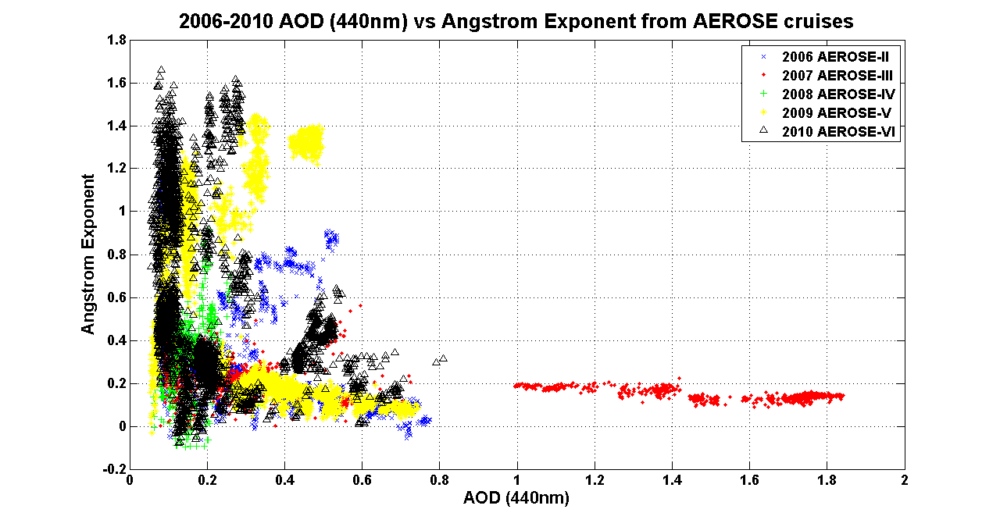 2006-2010 AOD (440nm) vs Angstrom Exponent from AEROSE cruises
1.8
1.6
1.4
1.2
1
0.8
0.6
0.4
0.2
0
-0.2
Angstrom Exponent
2006 AEROSE-II
2007 AEROSE-III
2008 AEROSE-IV
2009 AEROSE-V
2010 AEROSE-VI
0 0.2 0.4 0.6 0.8 1 1.2 1.4 1.6 1.8 2
AOD (440nm)